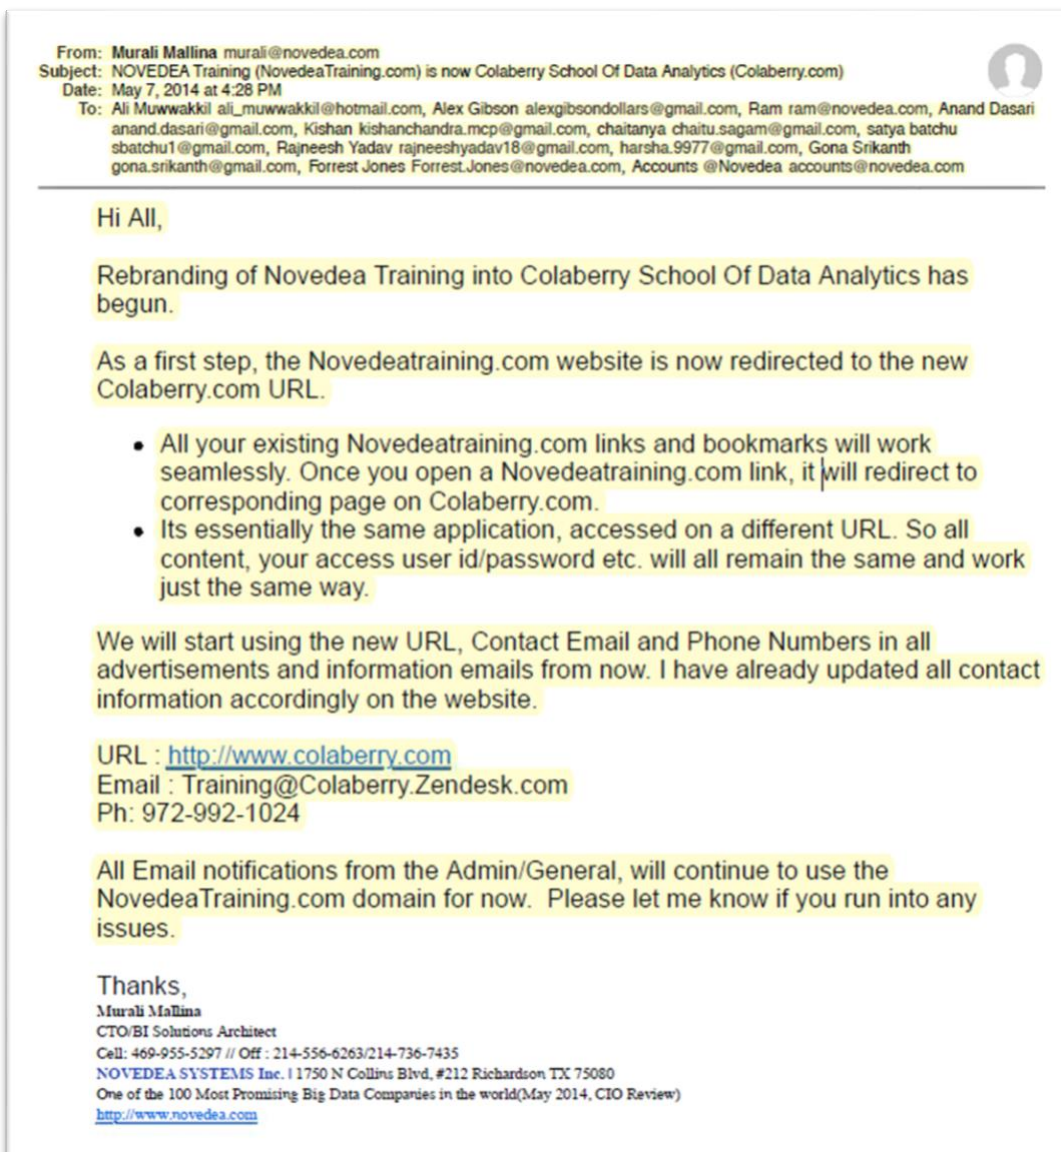 From: Murali Mallina murali@novedea.com
Subject: NOVEDEA Training (NovedeaTraining.com) is now Colaberry School Of Data Analytics (Colaberry.com)
Date: May 7, 2014 at 4:28 PM
To: Ali Muwwakkil ali_muwwakkil@hotmail.com, Alex Gibson alexgibsondollars@gmail.com, Ram ram@novedea.com, Anand Dasari
anand.dasari@gmail.com, Kishan kishanchandra.mcp@gmail.com, chaitanya chaitu.sagam@gmail.com, satya batchu
sbatchu1@gmail.com, Rajneesh Yadav rajneeshyadav18@gmail.com, harsha.9977@gmail.com, Gona Srikanth
gona.srikanth@gmail.com, Forrest Jones Forrest.Jones@novedea.com, Accounts @Novedea accounts@novedea.com
Hi All,
Rebranding of Novedea Training into Colaberry School Of Data Analytics has
begun.
As a first step, the Novedeatraining.com website is now redirected to the new
Colaberry.com URL.
• All your existing Novedeatraining.com links and bookmarks will work
seamlessly. Once you open a Novedeatraining.com link, it will redirect to
corresponding page on Colaberry.com.
• Its essentially the same application, accessed on a different URL. So all
content, your access user id/password etc. will all remain the same and work
just the same way.
We will start using the new URL, Contact Email and Phone Numbers in all
advertisements and information emails from now. I have already updated all contact
information accordingly on the website.
URL : http://www.colaberry.com
Email : Training@Colaberry.Zendesk.com
Ph: 972-992-1024
All Email notifications from the Admin/General, will continue to use the
NovedeaTraining.com domain for now.  Please let me know if you run into any
issues.
Thanks,
Murali Mallina
CTO/BI Solutions Architect
Cell: 469-955-5297 // Off : 214-556-6263/214-736-7435
NOVEDEA SYSTEMS Inc. | 1750 N Collins Blvd, #212 Richardson TX 75080
One of the 100 Most Promising Big Data Companies in the world(May 2014, CIO Review)
http://www.novedea.com